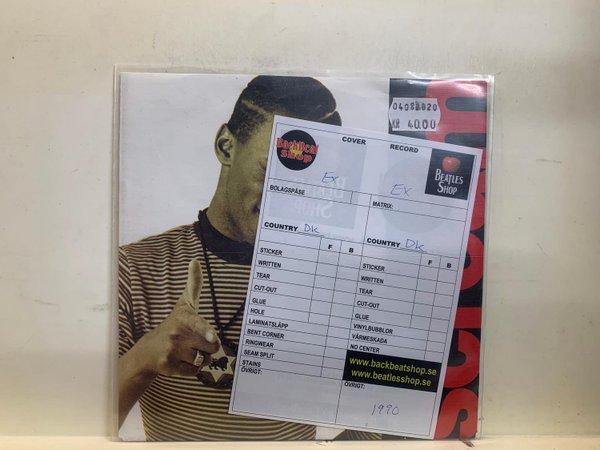 04082020
KR 40.00
COVER
RECORD
BackBeat
SHOP
BEATLES
SHOP
Ex
Ex
BOLAGSPÅSE
MATRIX:
COUNTRY DK
COUNTRY DK
F B
F B
STICKER
WRITTEN
TEAR
CUT-OUT
GLUE
HOLE
LAMINATSLÄPP
BENT CORNER
RINGWEAR
SEAM SPLIT
STAINS
ÖVRIGT:
STICKER
WRITTEN
TEAR
CUT-OUT
GLUE
VINYLBUBBLOR
VÄRMESKADA
NO CENTER
www.backbeatshop.se
www.beatlesshop.se
ÖVRIGT:
1990